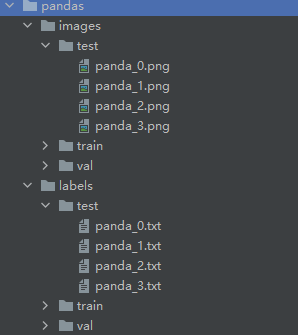 pandas
images
test
panda_0.png
panda_1.png
panda_2.png
panda_3.png
train
val
labels
test
panda_0.txt
panda_1.txt
panda_2.txt
panda_3.txt
train
val